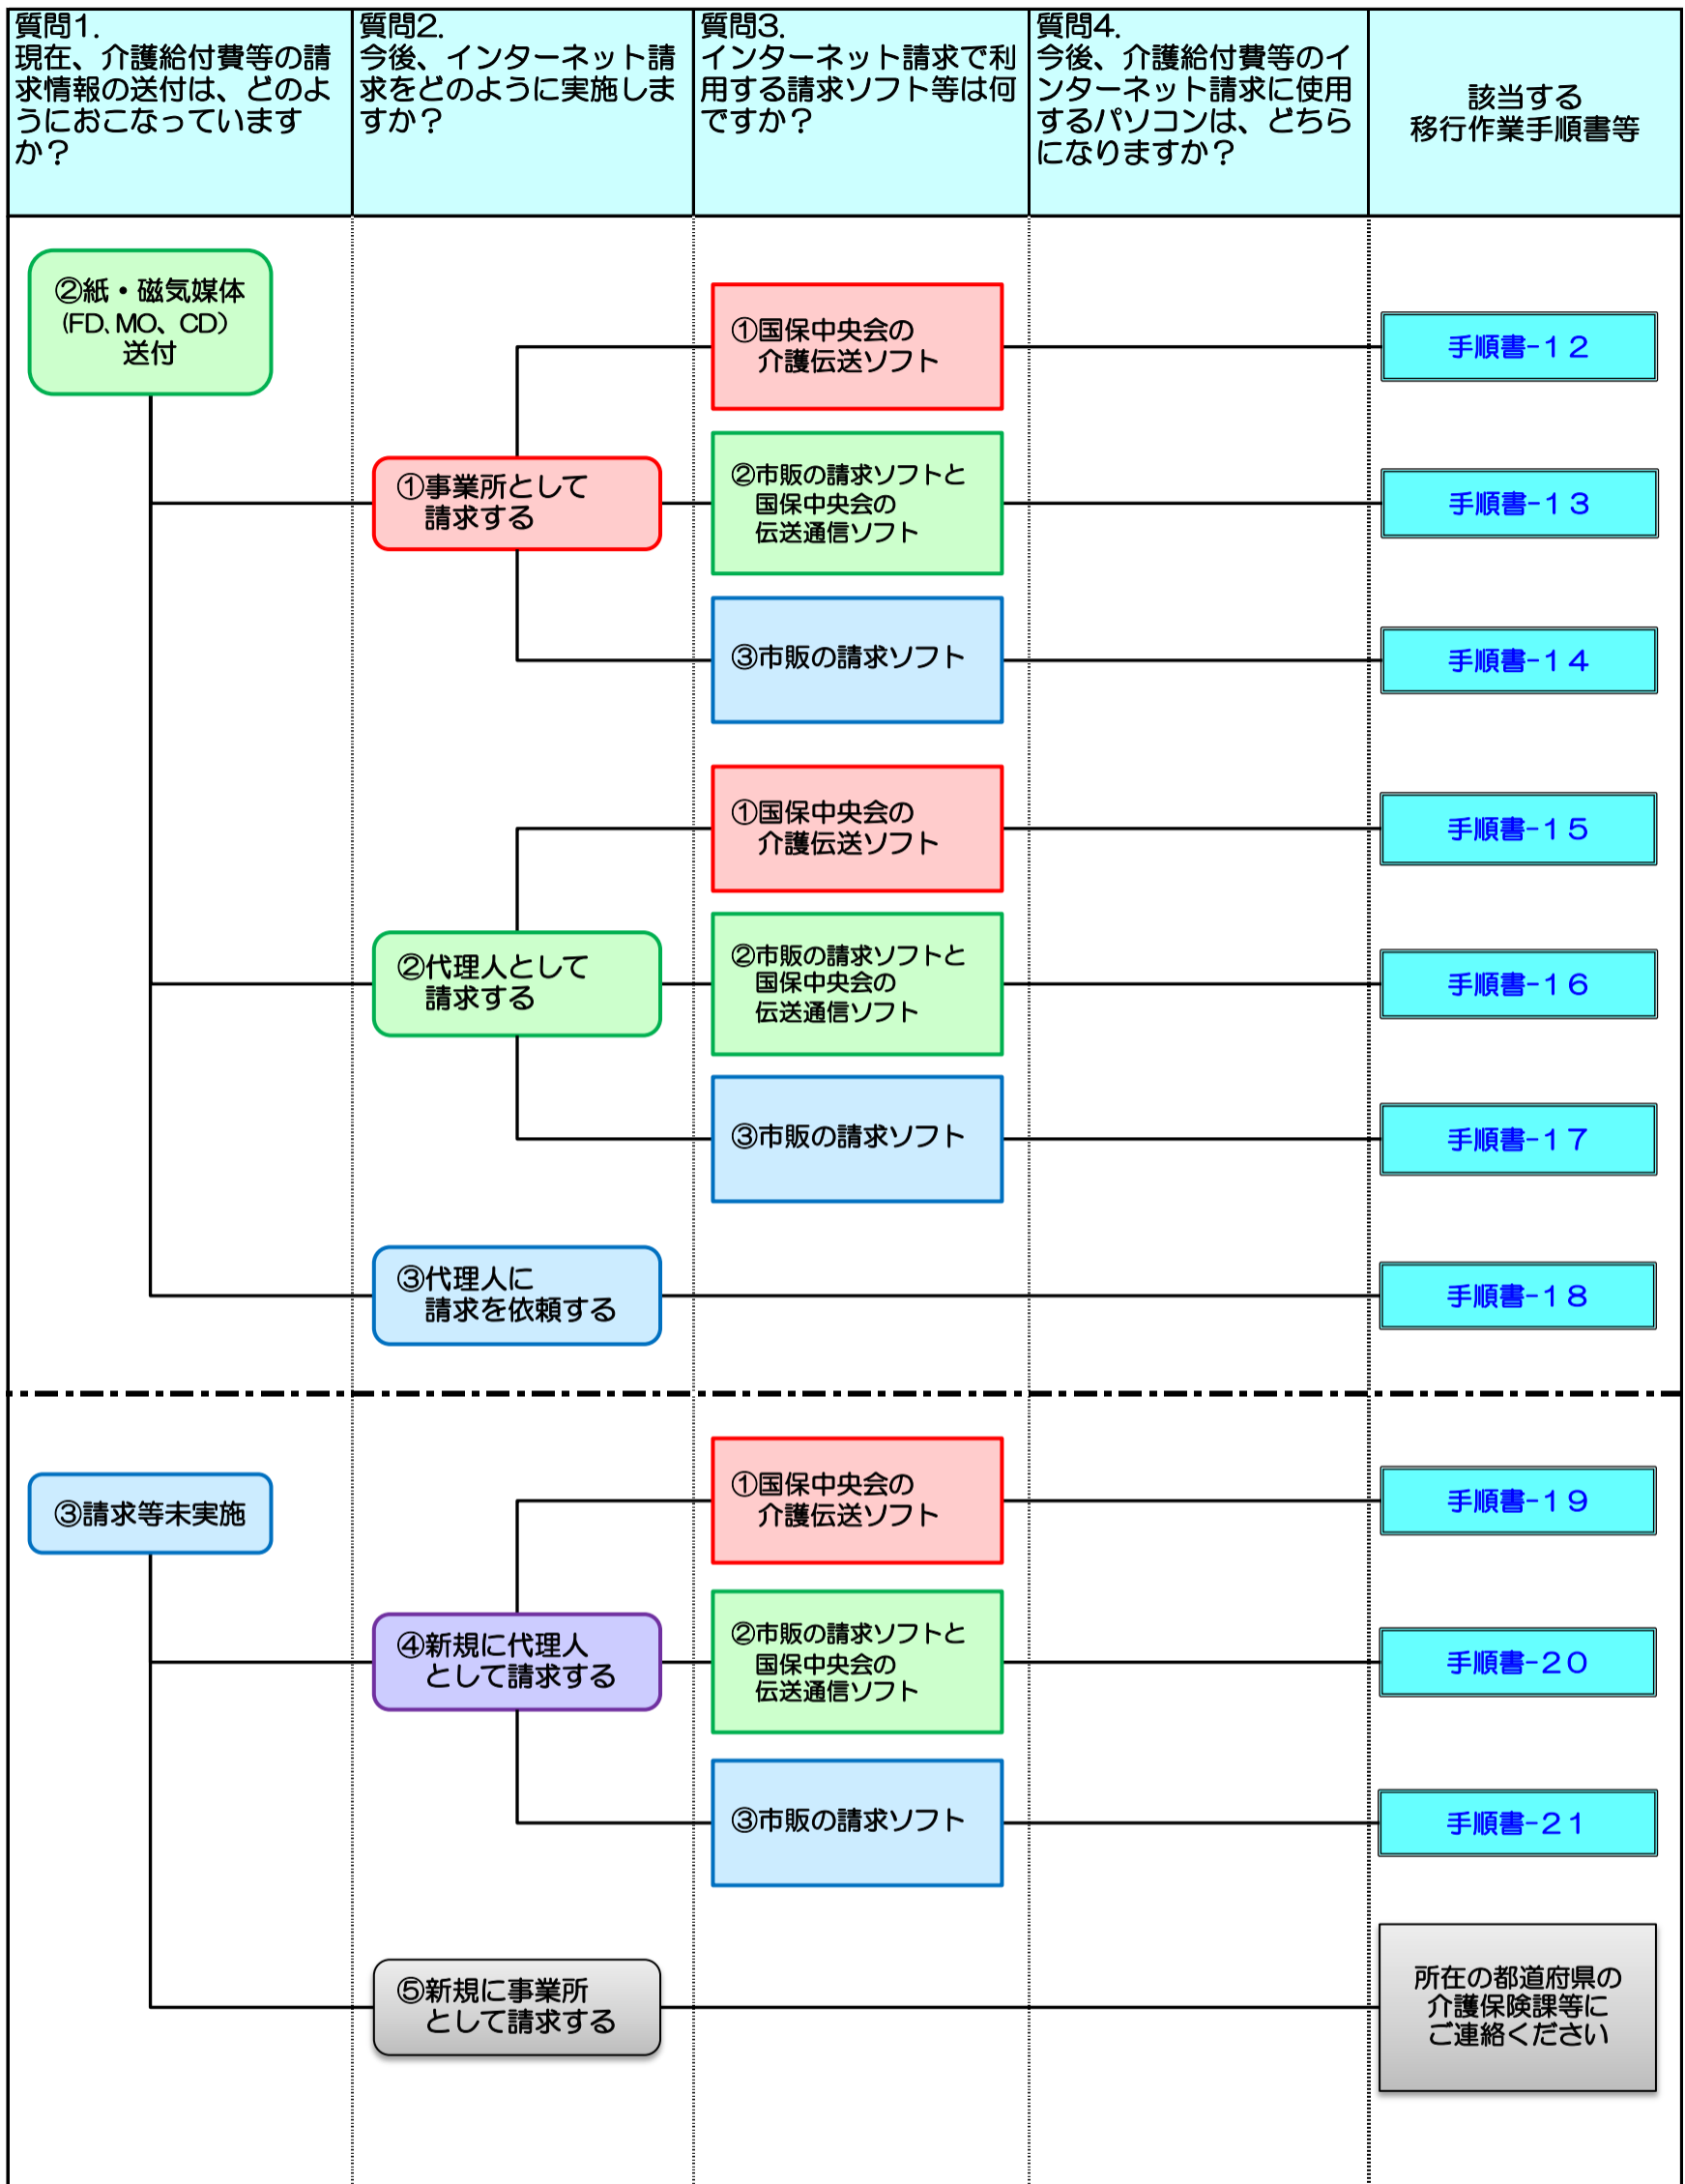 質問1.
現在、介護給付費等の請
求情報の送付は、どのよ
うにおこなっています
か？
質問2.
今後、インターネット請
求をどのように実施しま
すか？
質問3.
インターネット請求で利
用する請求ソフト等は何
ですか？
質問4.
今後、介護給付費等のイ
ンターネット請求に使用
するパソコンは、どちら
になりますか？
該当する
移行作業手順書等
②紙・磁気媒体
(FD、MO、CD）
送付
①事業所として
請求する
①国保中央会の
介護伝送ソフト
手順書-１２
②市販の請求ソフトと
国保中央会の
伝送通信ソフト
手順書-１３
③市販の請求ソフト
手順書-１４
②代理人として
請求する
①国保中央会の
介護伝送ソフト
手順書-１５
②市販の請求ソフトと
国保中央会の
伝送通信ソフト
手順書-１６
③市販の請求ソフト
手順書-１７
③代理人に
請求を依頼する
手順書-１８
③請求等未実施
④新規に代理人
として請求する
①国保中央会の
介護伝送ソフト
手順書-１９
②市販の請求ソフトと
国保中央会の
伝送通信ソフト
手順書-２０
③市販の請求ソフト
手順書-２１
⑤新規に事業所
として請求する
所在の都道府県の
介護保険課等に
ご連絡ください